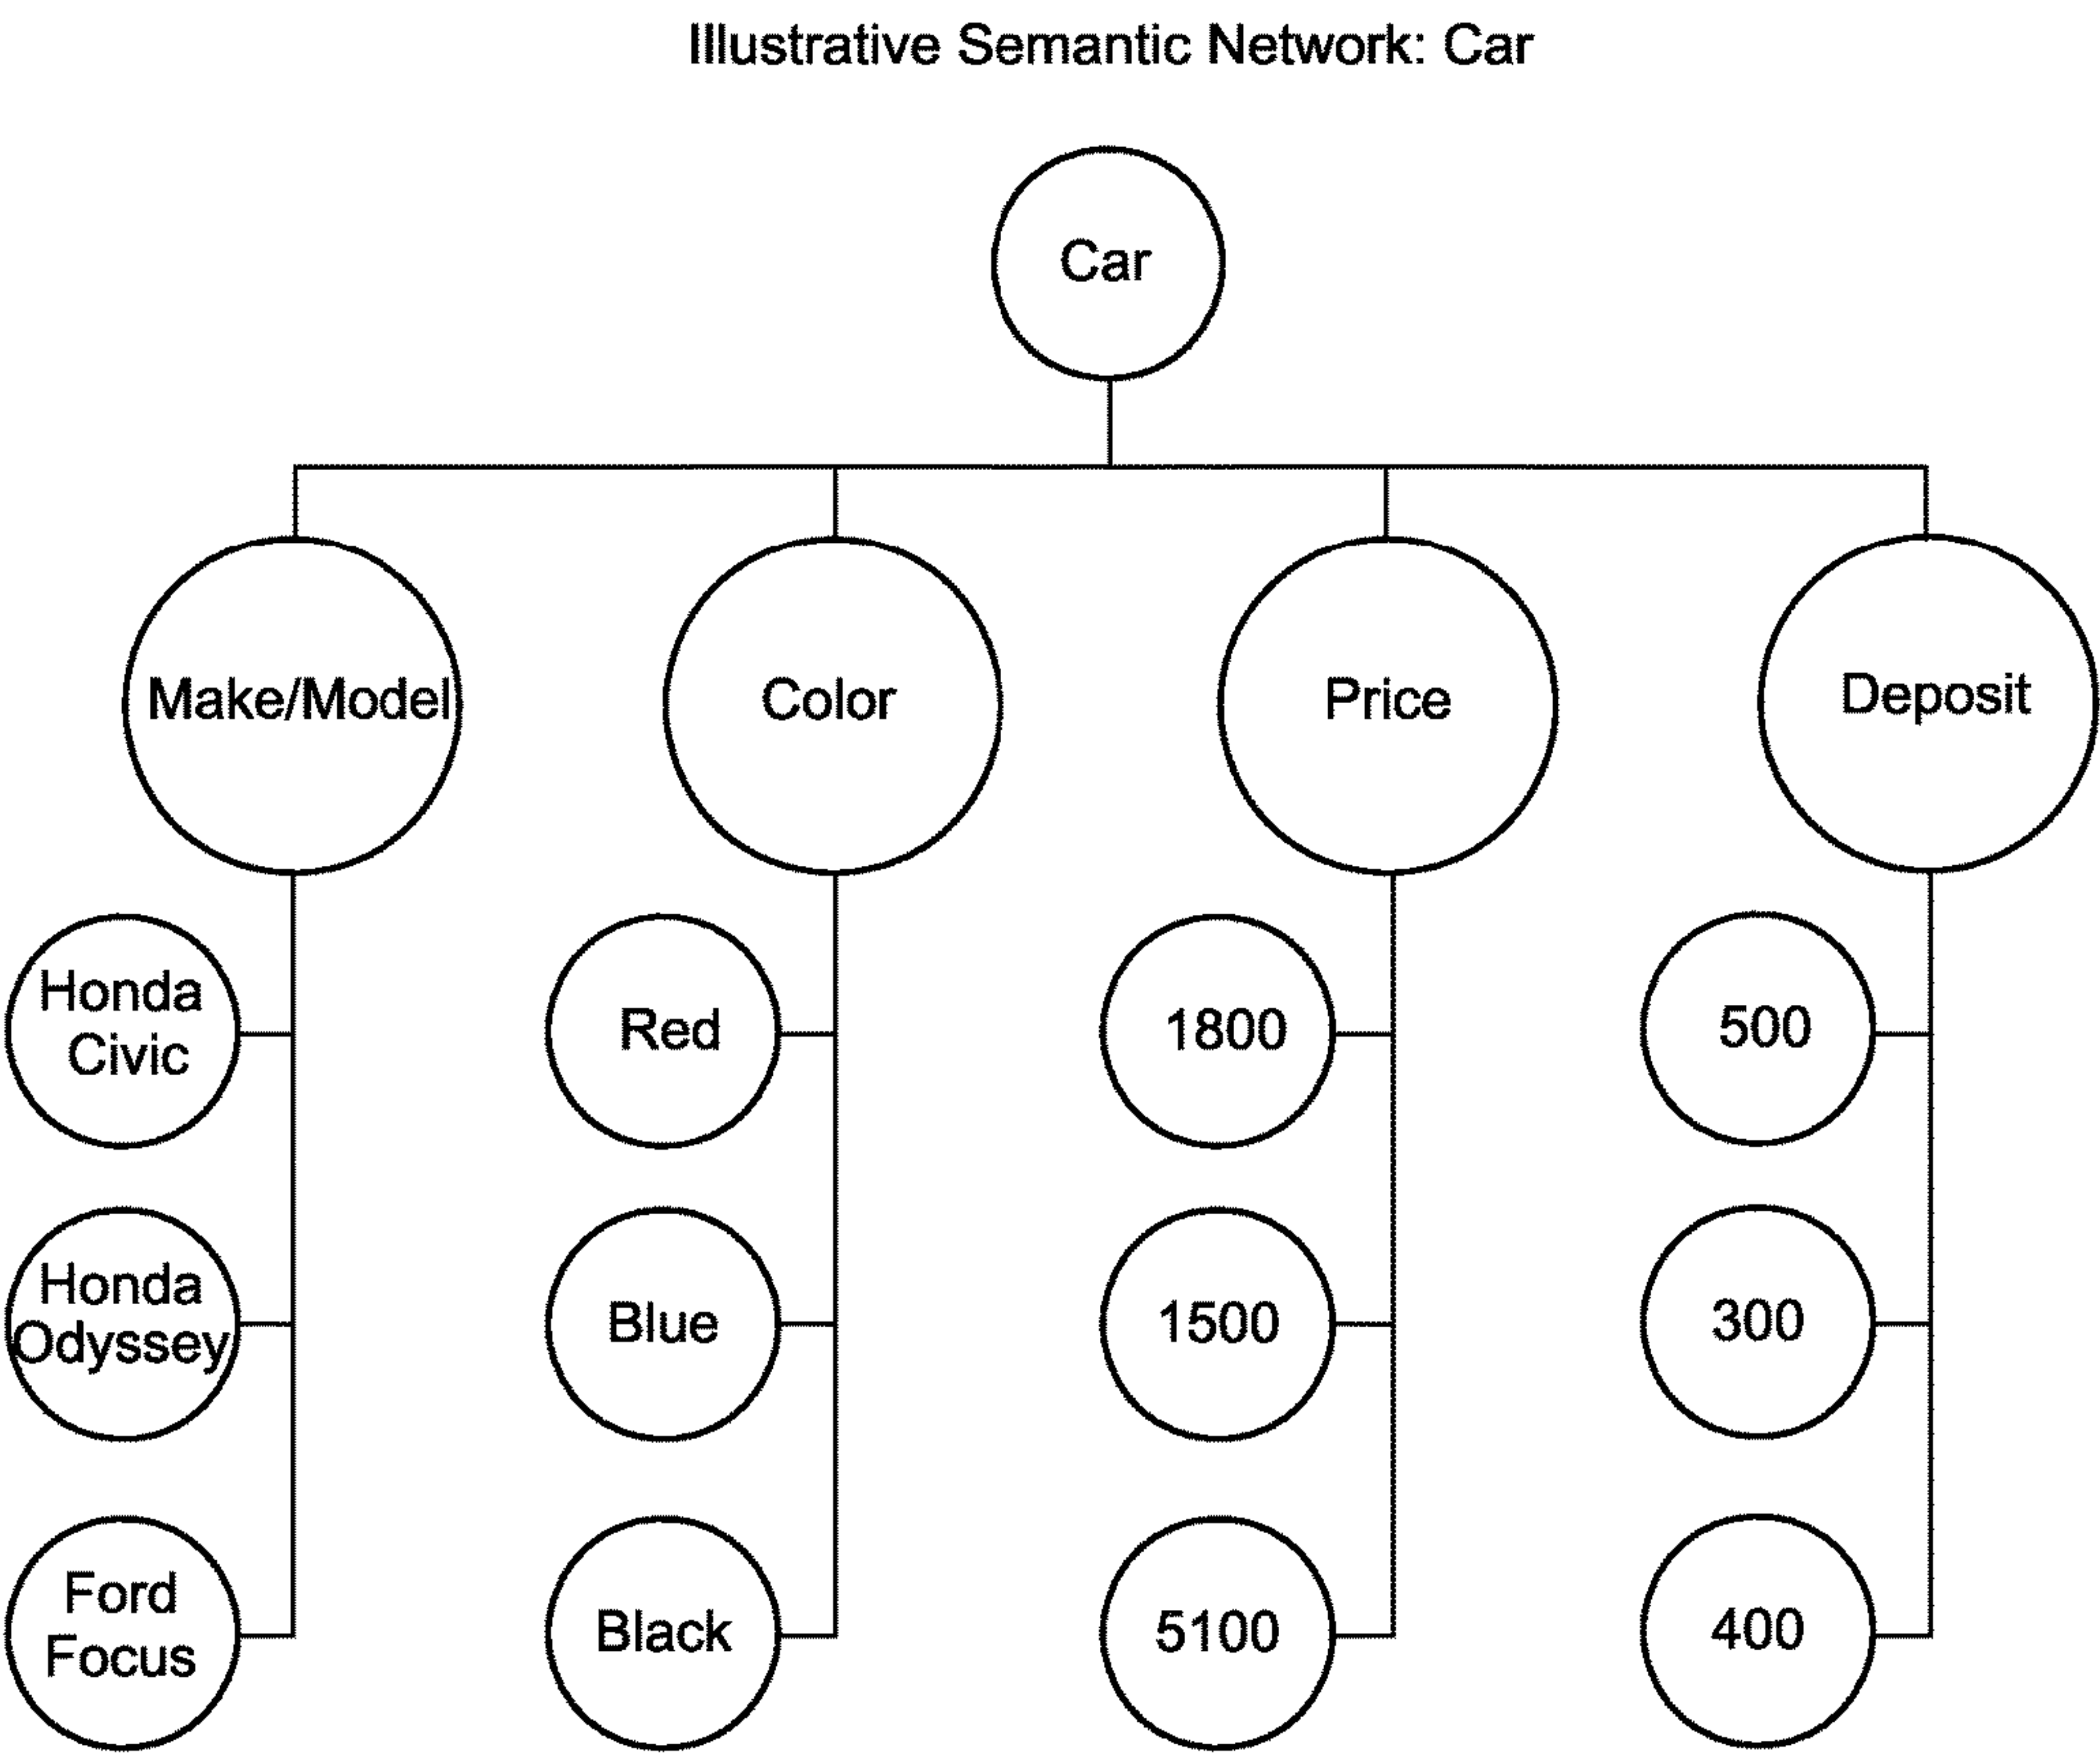 Illustrative Semantic Network: Car
Car
Make/Model
Color
Price
Deposit
Honda
Civic
Red
1800
500
Honda
Odyssey
Blue
1500
300
Ford
Focus
Black
5100
400